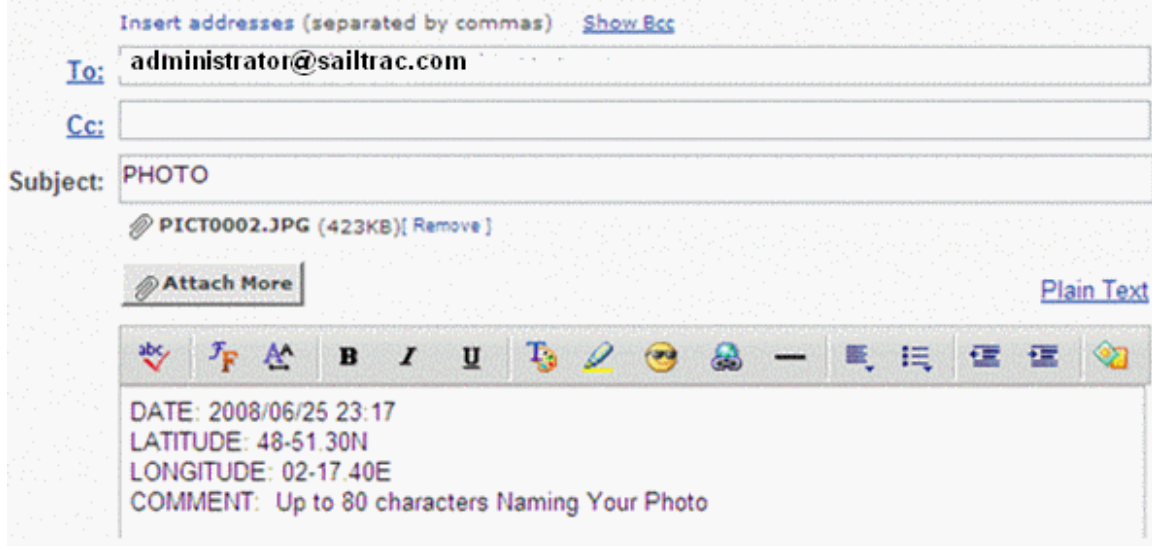 Insert addresses (separated by commas) Show Bcc
To: administrator@sailtrac.com
Cc:
Subject: PHOTO
PICT0002.JPG (423KB)[ Remove ]
Attach More
Plain Text
abc F F A B I U T
DATE: 2008/06/25 23:17
LATITUDE: 48-51.30N
LONGITUDE: 02-17.40E
COMMENT: Up to 80 characters Naming Your Photo